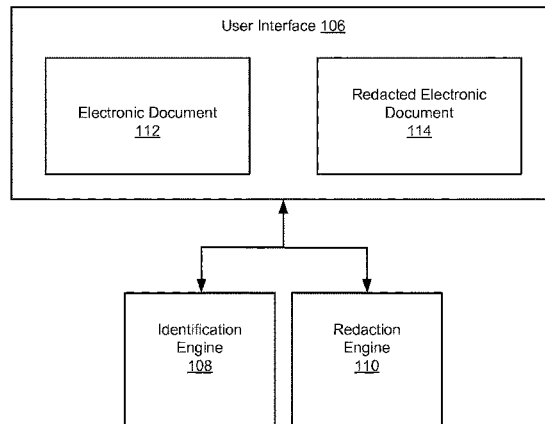 User Interface 106
Electronic Document
112
Redacted Electronic
Document
114
Identification
Engine
108
Redaction
Engine
110